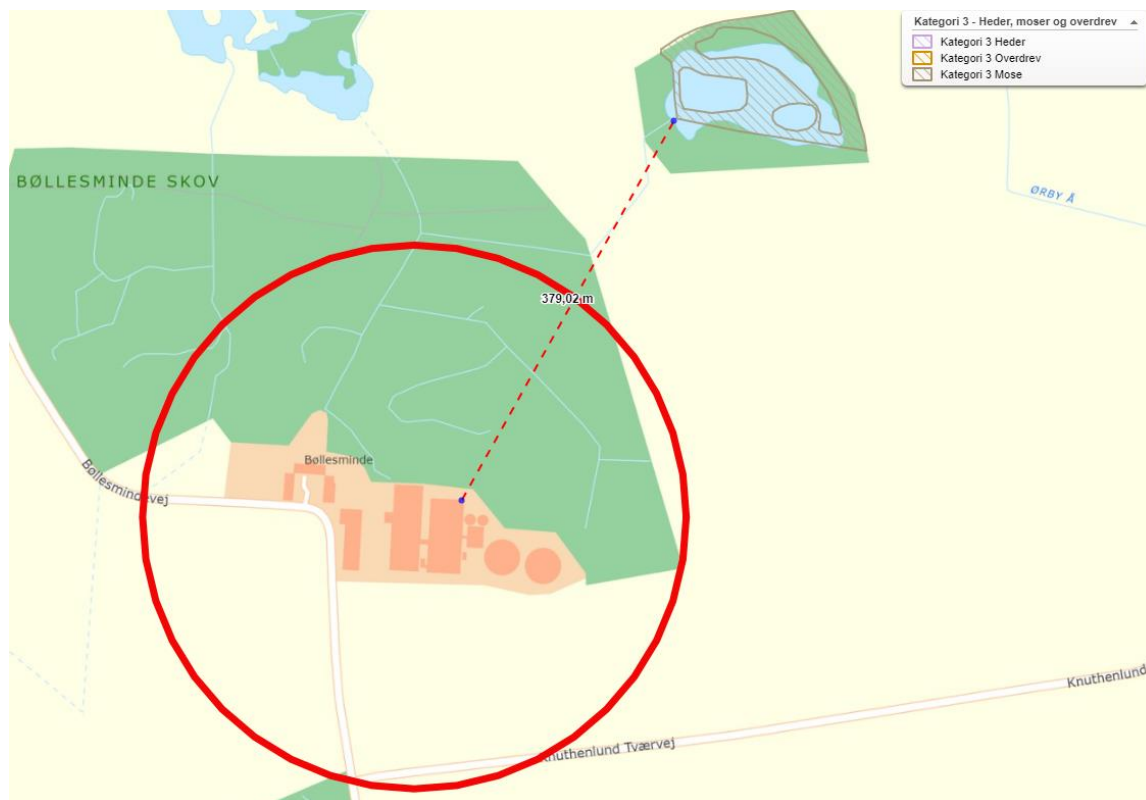 Kategori 3 - Heder, moser og overdrev
Kategori 3 Heder
Kategori 3 Overdrev
Kategori 3 Mose
BØLLESMINDE SKOV
ØRBY Å
379,02 m
Bøllesminde
Bøllesmindevej
Knuthenlund
Knuthenlund Tværvej